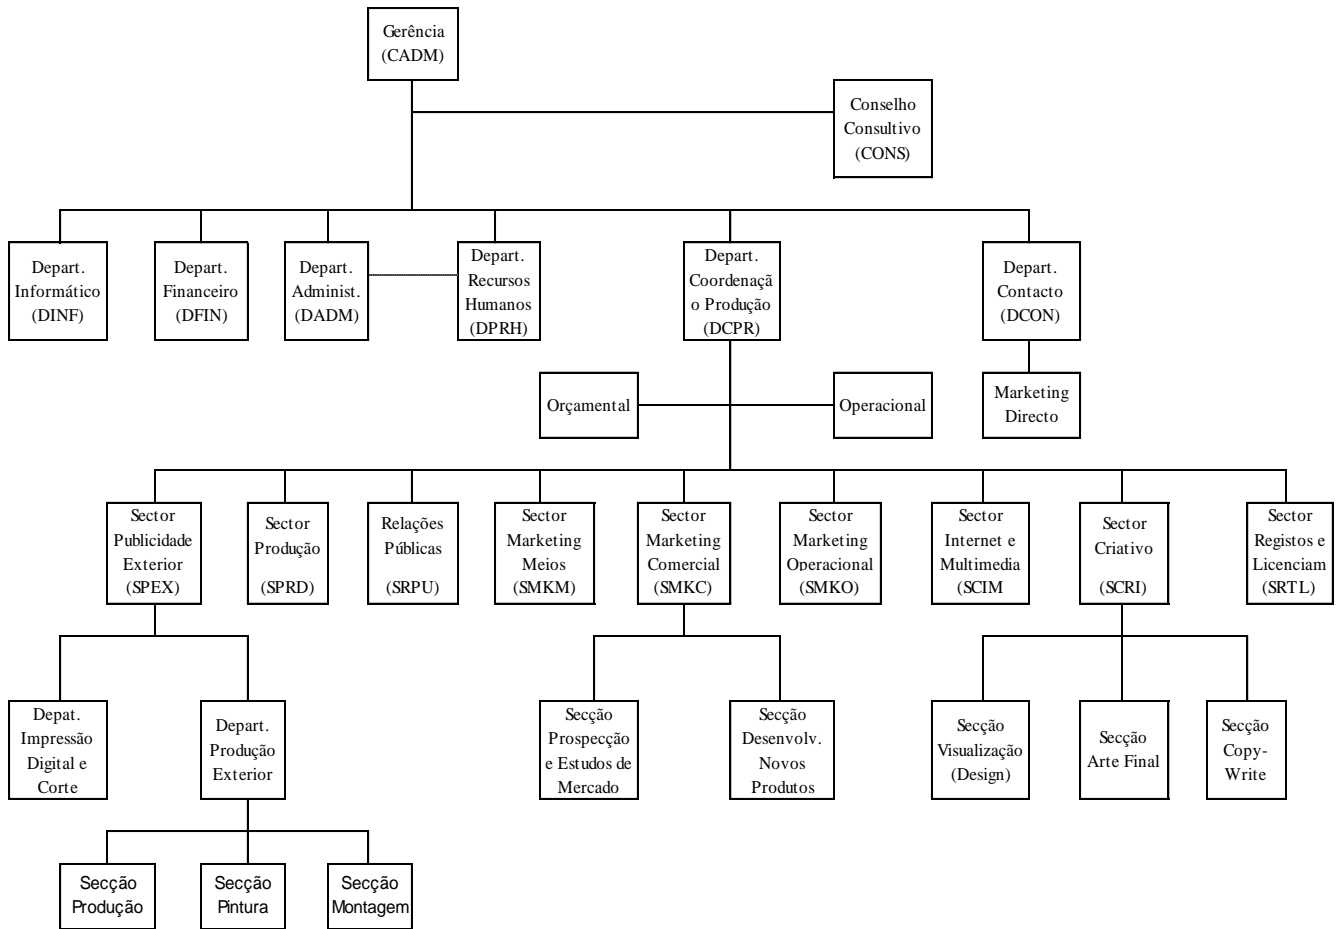 Gerência
(CADM)
Conselho
Consultivo
(CONS)
Depart.
Informático
(DINF)
Depart.
Financeiro
(DFIN)
Depart.
Administ.
(DADM)
Depart.
Recursos
Humanos
(DPRH)
Depart.
Coordenaçã
o Produção
(DCPR)
Depart.
Contacto
(DCON)
Orçamental
Operacional
Marketing
Directo
Sector
Publicidade
Exterior
(SPEX)
Sector
Produção
(SPRD)
Relações
Públicas
(SRPU)
Sector
Marketing
Meios
(SMKM)
Sector
Marketing
Comercial
(SMKC)
Sector
Marketing
Operacional
(SMKO)
Sector
Internet e
Multimedia
(SCIM
Sector
Criativo
(SCRI)
Sector
Registos e
Licenciam
(SRTL)
Depat.
Impressão
Digital e
Corte
Depart.
Produção
Exterior
Secção
Prospecção
e Estudos de
Mercado
Secção
Desenvolv.
Novos
Produtos
Secção
Visualização
(Design)
Secção
Arte Final
Secção
Copy-
Write
Secção
Produção
Secção
Pintura
Secção
Montagem